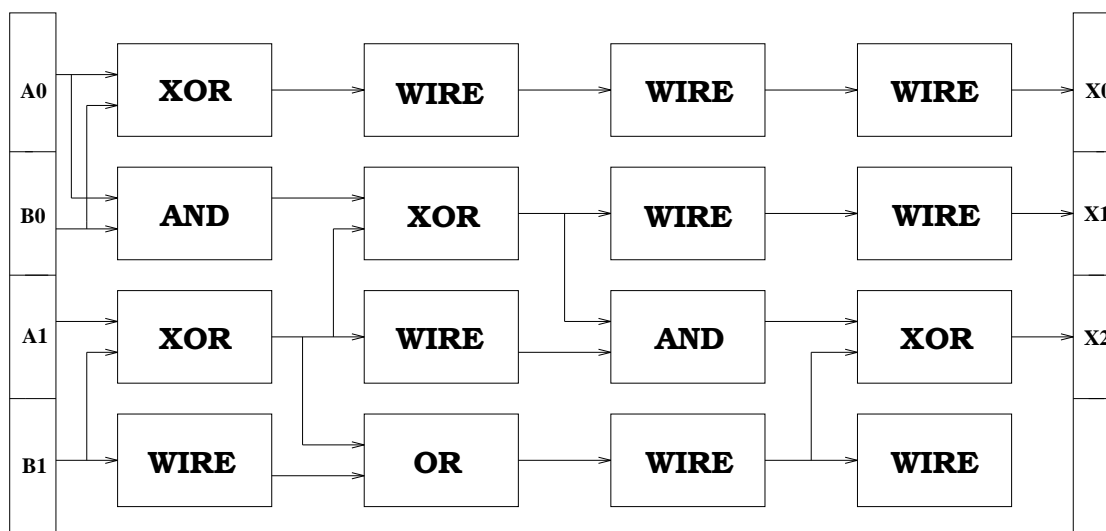 A0 XOR WIRE WIRE WIRE X0
B0 AND XOR WIRE WIRE X1
A1 XOR WIRE AND XOR X2
B1 WIRE OR WIRE WIRE